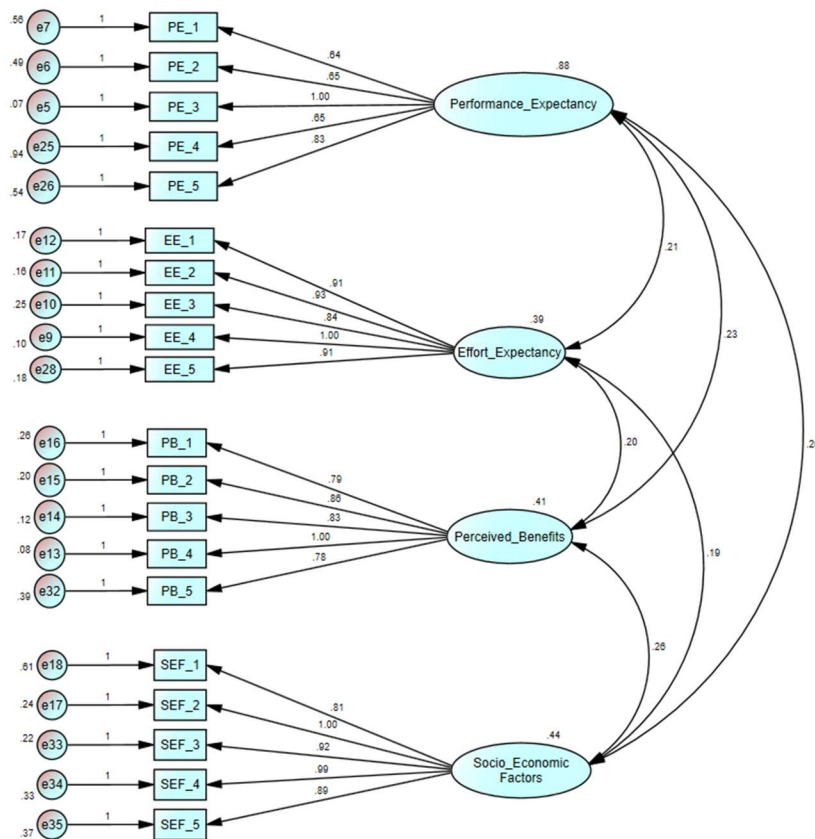 .56 e7 1 PE_1
.49 e6 1 PE_2
.07 e5 1 PE_3
.94 e25 1 PE_4
.54 e26 1 PE_5
.64
.65
1.00
.65
.83
.88
Performance_Expectancy
.17 e12 1 EE_1
.16 e11 1 EE_2
.25 e10 1 EE_3
.10 e9 1 EE_4
.18 e28 1 EE_5
.91
.93
.84
1.00
.91
.39
Effort_Expectancy
.26 e16 1 PB_1
.20 e15 1 PB_2
.12 e14 1 PB_3
.08 e13 1 PB_4
.39 e32 1 PB_5
.79
.86
.83
1.00
.78
.41
Perceived_Benefits
.61 e18 1 SEF_1
.24 e17 1 SEF_2
.22 e33 1 SEF_3
.33 e34 1 SEF_4
.37 e35 1 SEF_5
.81
1.00
.92
.99
.89
.44
Socio_Economic
Factors
.21
.23
.20
.19
.26